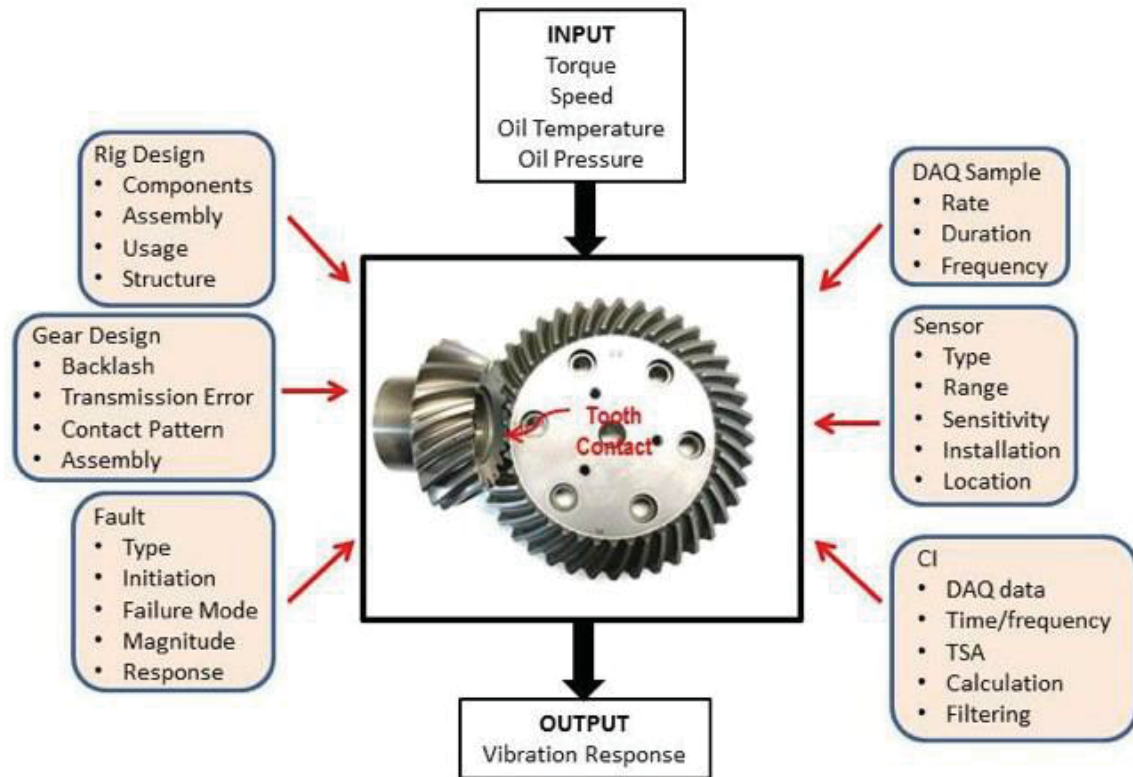 INPUT
Torque
Speed
Oil Temperature
Oil Pressure
Rig Design
• Components
• Assembly
• Usage
• Structure
Gear Design
• Backlash
• Transmission Error
• Contact Pattern
• Assembly
Fault
• Type
• Initiation
• Failure Mode
• Magnitude
• Response
Tooth
Contact
DAQ Sample
• Rate
• Duration
• Frequency
Sensor
• Type
• Range
• Sensitivity
• Installation
• Location
CI
• DAQ data
• Time/frequency
• TSA
• Calculation
• Filtering
OUTPUT
Vibration Response